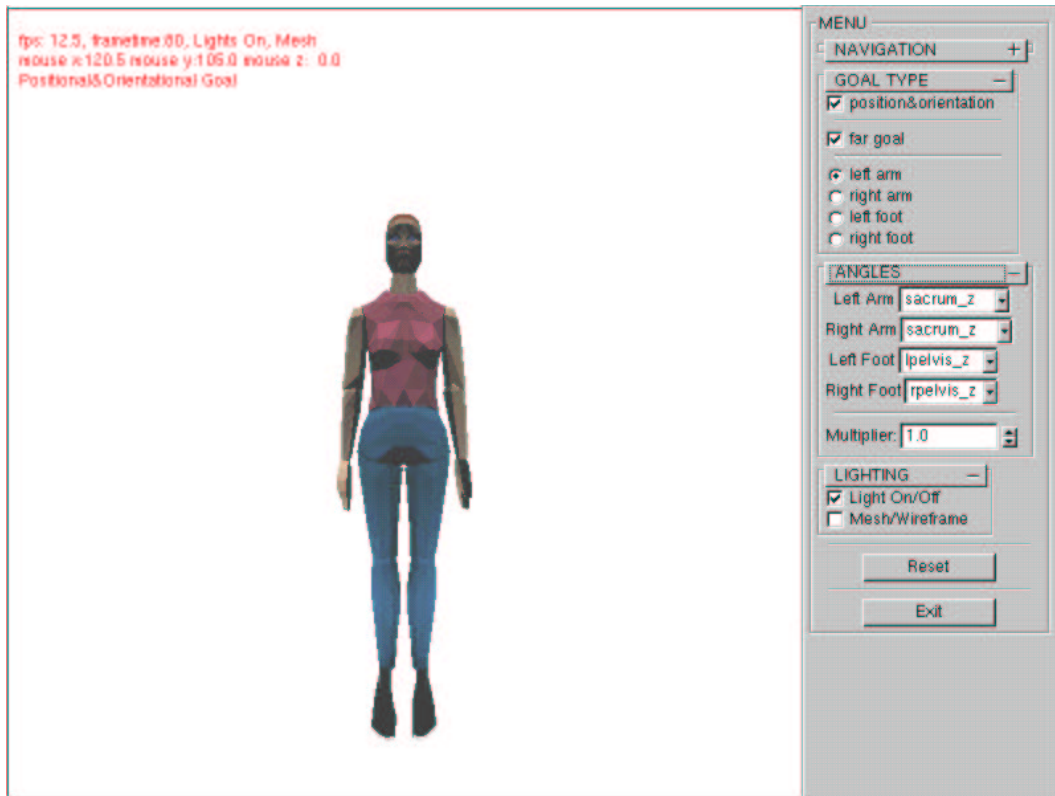 fps: 12.5, frametime:80, Lights On, Mesh
mouse x:120.5 mouse y:105.0 mouse z: 0.0
Positional&Orientational Goal
MENU
NAVIGATION +
GOAL TYPE −
position&orientation
far goal
left arm
right arm
left foot
right foot
ANGLES −
Left Arm sacrum_z
Right Arm sacrum_z
Left Foot lpelvis_z
Right Foot rpelvis_z
Multiplier: 1.0
LIGHTING −
Light On/Off
Mesh/Wireframe
Reset
Exit